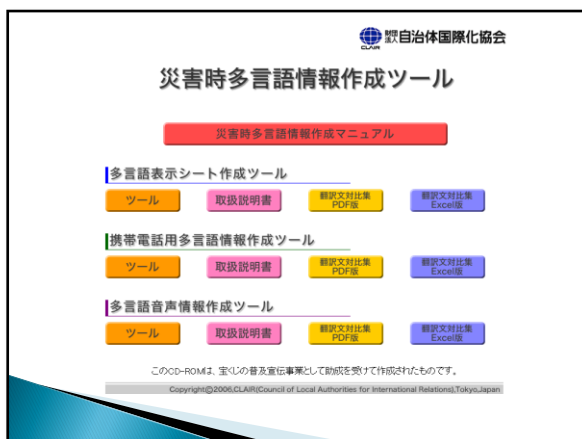 CLAIR 財団法人自治体国際化協会
災害時多言語情報作成ツール
災害時多言語情報作成マニュアル
多言語表示シート作成ツール
ツール 取扱説明書 翻訳文対比集 PDF版 翻訳文対比集 Excel版
携帯電話用多言語情報作成ツール
ツール 取扱説明書 翻訳文対比集 PDF版 翻訳文対比集 Excel版
多言語音声情報作成ツール
ツール 取扱説明書 翻訳文対比集 PDF版 翻訳文対比集 Excel版
このCD-ROMは、宝くじの普及宣伝事業として助成を受けて作成されたものです。
Copyright©2006,CLAIR(Council of Local Authorities for International Relations),Tokyo,Japan